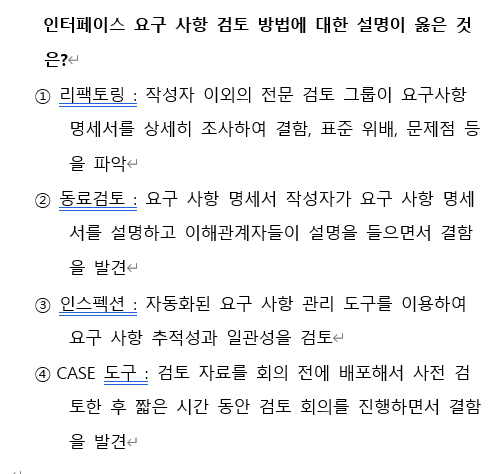 인터페이스 요구 사항 검토 방법에 대한 설명이 옳은 것
은?↵
① 리팩토링 : 작성자 이외의 전문 검토 그룹이 요구사항
명세서를 상세히 조사하여 결함, 표준 위배, 문제점 등
을 파악↵
② 동료검토 : 요구 사항 명세서 작성자가 요구 사항 명세
서를 설명하고 이해관계자들이 설명을 들으면서 결함
을 발견↵
③ 인스펙션 : 자동화된 요구 사항 관리 도구를 이용하여
요구 사항 추적성과 일관성을 검토↵
④ CASE 도구 : 검토 자료를 회의 전에 배포해서 사전 검
토한 후 짧은 시간 동안 검토 회의를 진행하면서 결함
을 발견↵